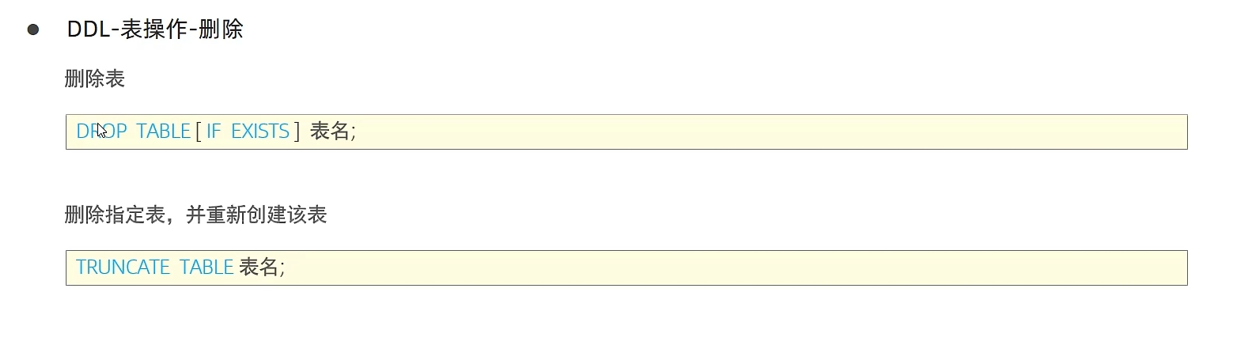 DDL-表操作-删除
删除表
DROP TABLE [ IF EXISTS ] 表名;
删除指定表，并重新创建该表
TRUNCATE TABLE 表名;